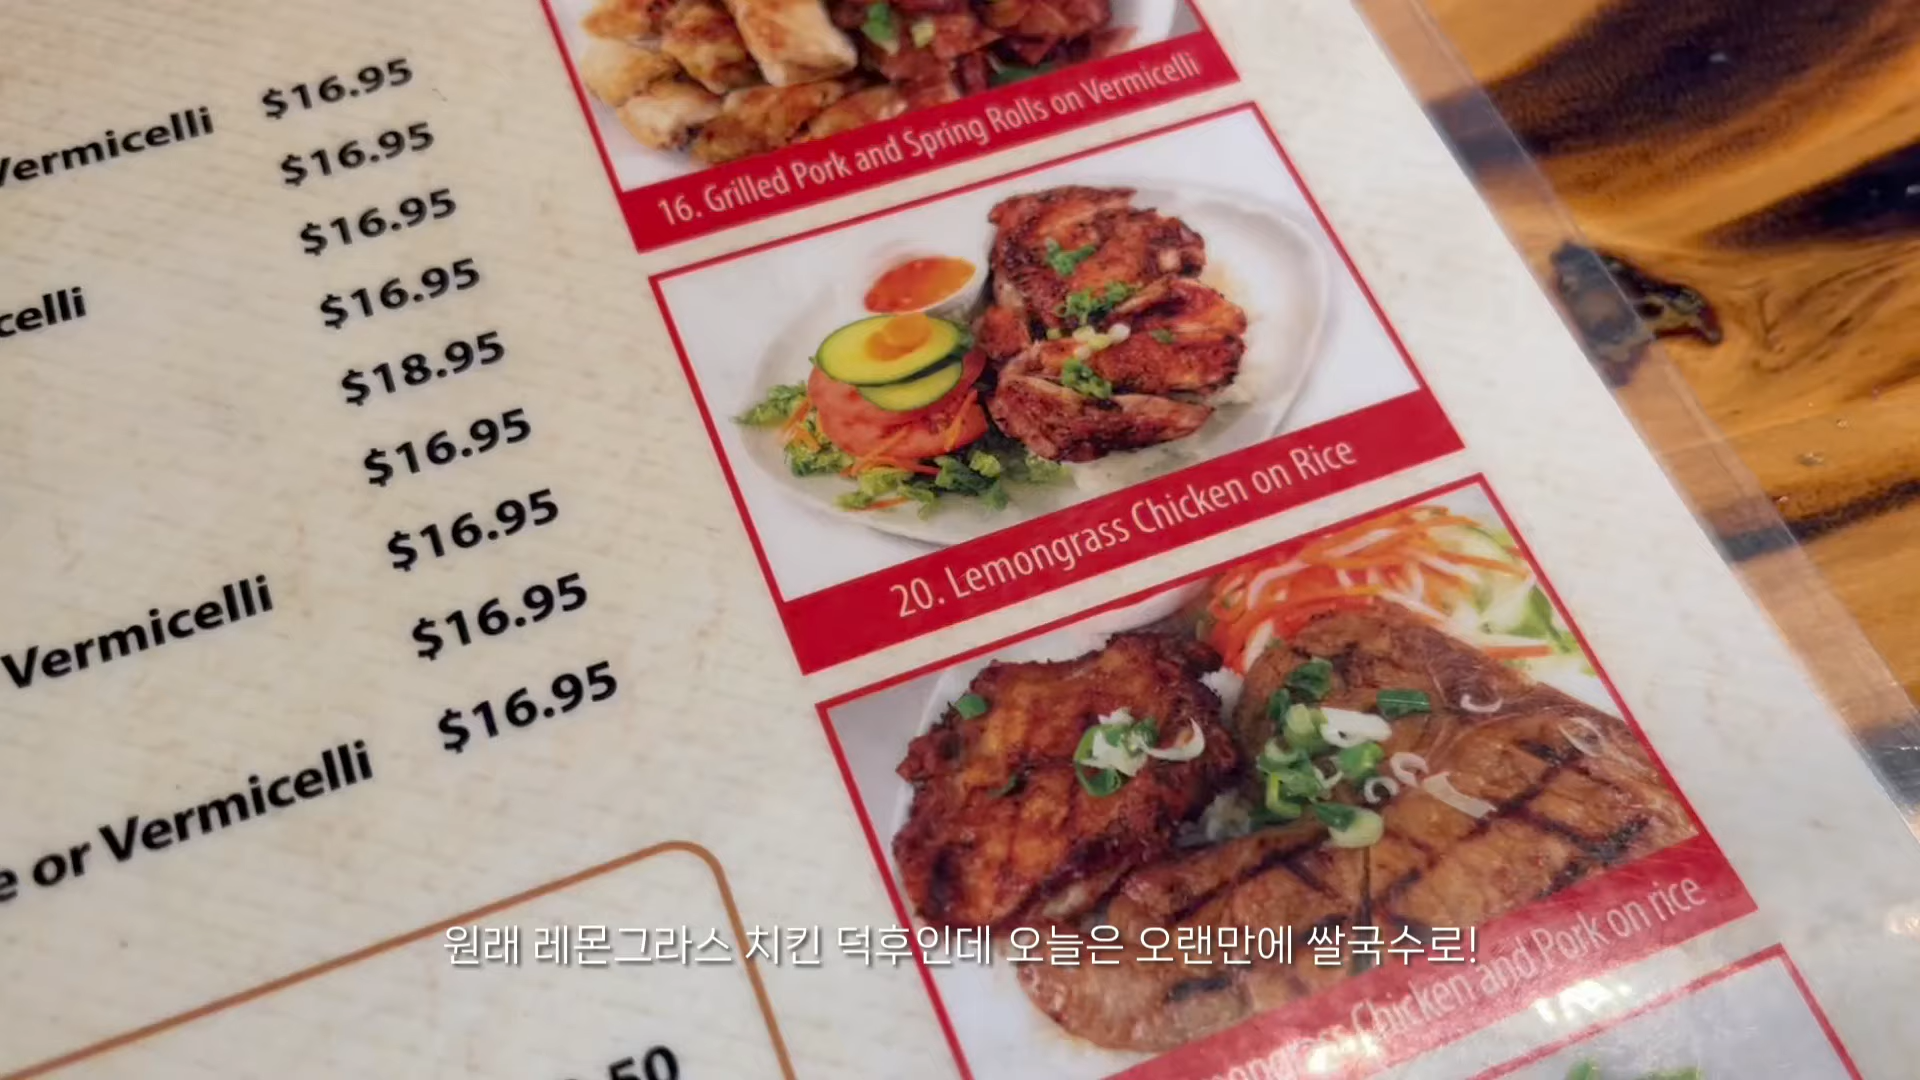 Vermicelli $16.95
$16.95
$16.95
$16.95
$18.95
$16.95
$16.95
Vermicelli $16.95
$16.95
or Vermicelli
16. Grilled Pork and Spring Rolls on Vermicelli
20. Lemongrass Chicken on Rice
Chicken and Pork on rice
원래 레몬그라스 치킨 덕후인데 오늘은 오랜만에 쌀국수로!